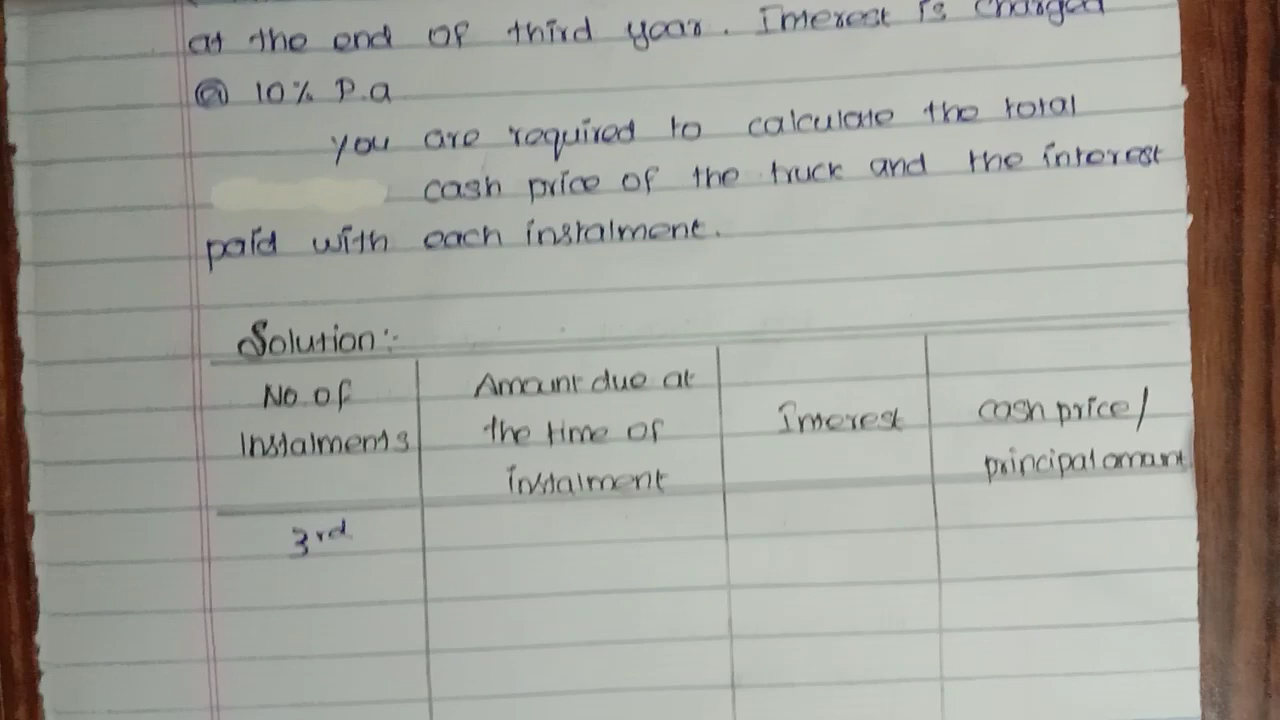 at the end of third year. Interest is charged
@ 10% P.a
you are required to calculate the total
cash price of the truck and the interest
paid with each instalment.
Solution:-
No of Instalments
Amount due at the time of instalment
Interest
cash price/ principal amant
3rd